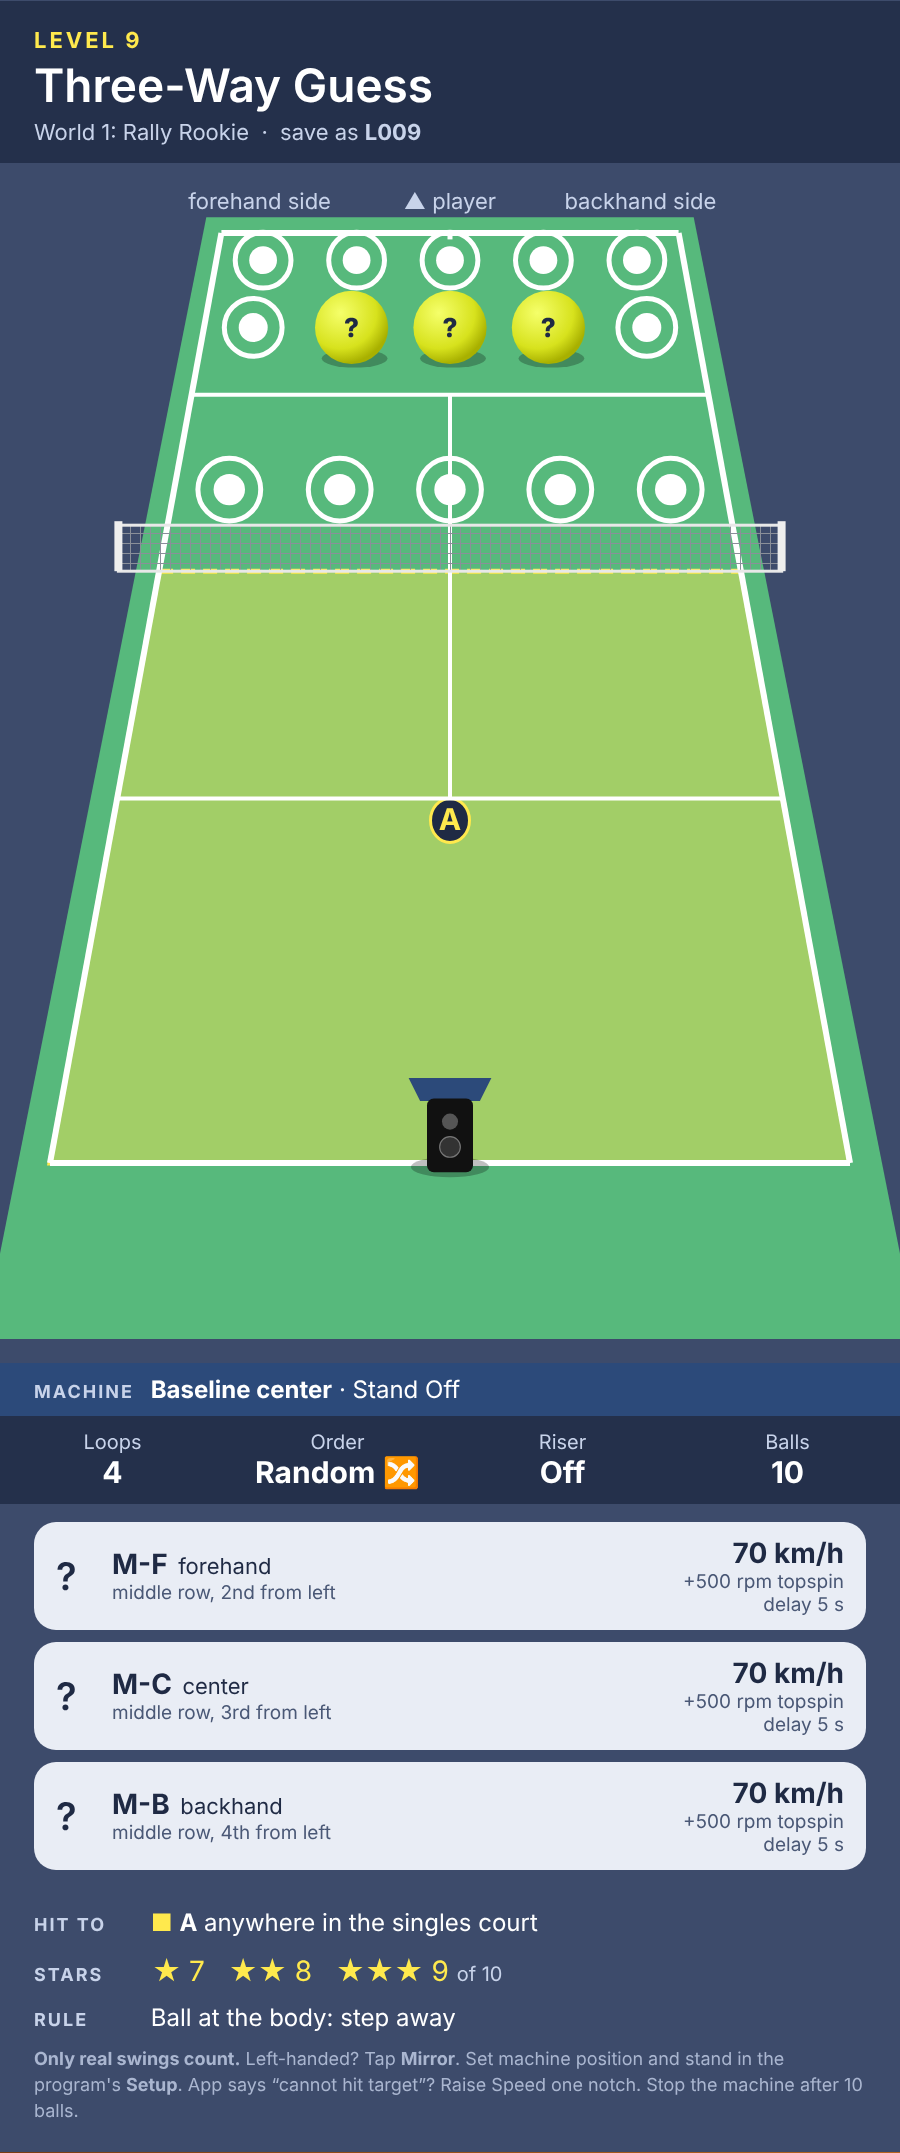 LEVEL 9
Three-Way Guess
World 1: Rally Rookie · save as L009
forehand side ▲ player backhand side
? ? ?
A
MACHINE Baseline center · Stand Off
Loops Order Riser Balls
4 Random 🔀 Off 10
? M-F forehand 70 km/h
middle row, 2nd from left +500 rpm topspin
delay 5 s
? M-C center 70 km/h
middle row, 3rd from left +500 rpm topspin
delay 5 s
? M-B backhand 70 km/h
middle row, 4th from left +500 rpm topspin
delay 5 s
HIT TO ■ A anywhere in the singles court
STARS ★ 7 ★★ 8 ★★★ 9 of 10
RULE Ball at the body: step away
Only real swings count. Left-handed? Tap Mirror. Set machine position and stand in the
program's Setup. App says “cannot hit target”? Raise Speed one notch. Stop the machine after 10
balls.